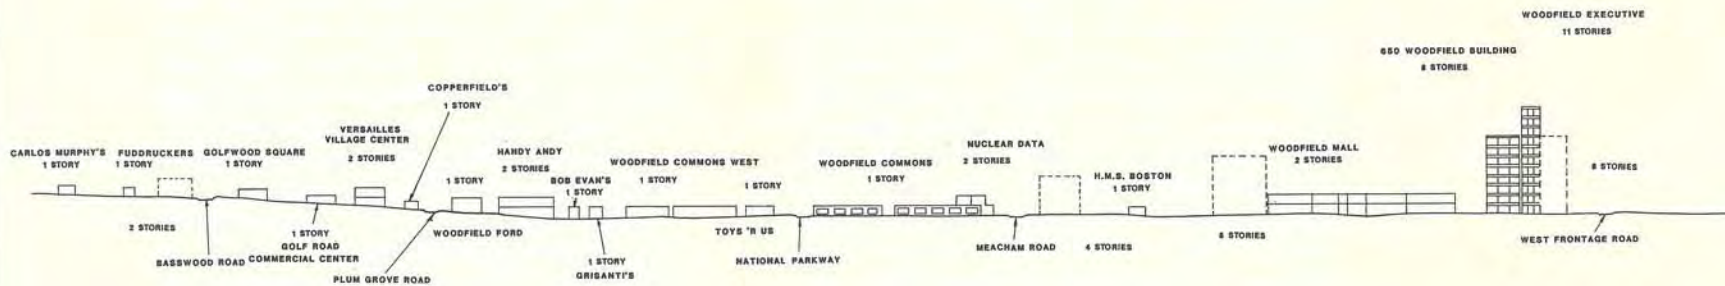 WOODFIELD EXECUTIVE
11 STORIES
650 WOODFIELD BUILDING
8 STORIES
COPPERFIELD'S
1 STORY
VERSAILLES
VILLAGE CENTER
2 STORIES
CARLOS MURPHY'S
1 STORY
FUDDRUCKERS
1 STORY
GOLFWOOD SQUARE
1 STORY
HANDY ANDY
2 STORIES
1 STORY
BOB EVAN'S
1 STORY
WOODFIELD COMMONS WEST
1 STORY
1 STORY
WOODFIELD COMMONS
1 STORY
NUCLEAR DATA
2 STORIES
H.M.S. BOSTON
1 STORY
WOODFIELD MALL
2 STORIES
8 STORIES
2 STORIES
BASSWOOD ROAD
1 STORY
GOLF ROAD
COMMERCIAL CENTER
PLUM GROVE ROAD
WOODFIELD FORD
1 STORY
GRISANTI'S
TOYS 'R US
NATIONAL PARKWAY
MEACHAM ROAD
4 STORIES
6 STORIES
WEST FRONTAGE ROAD